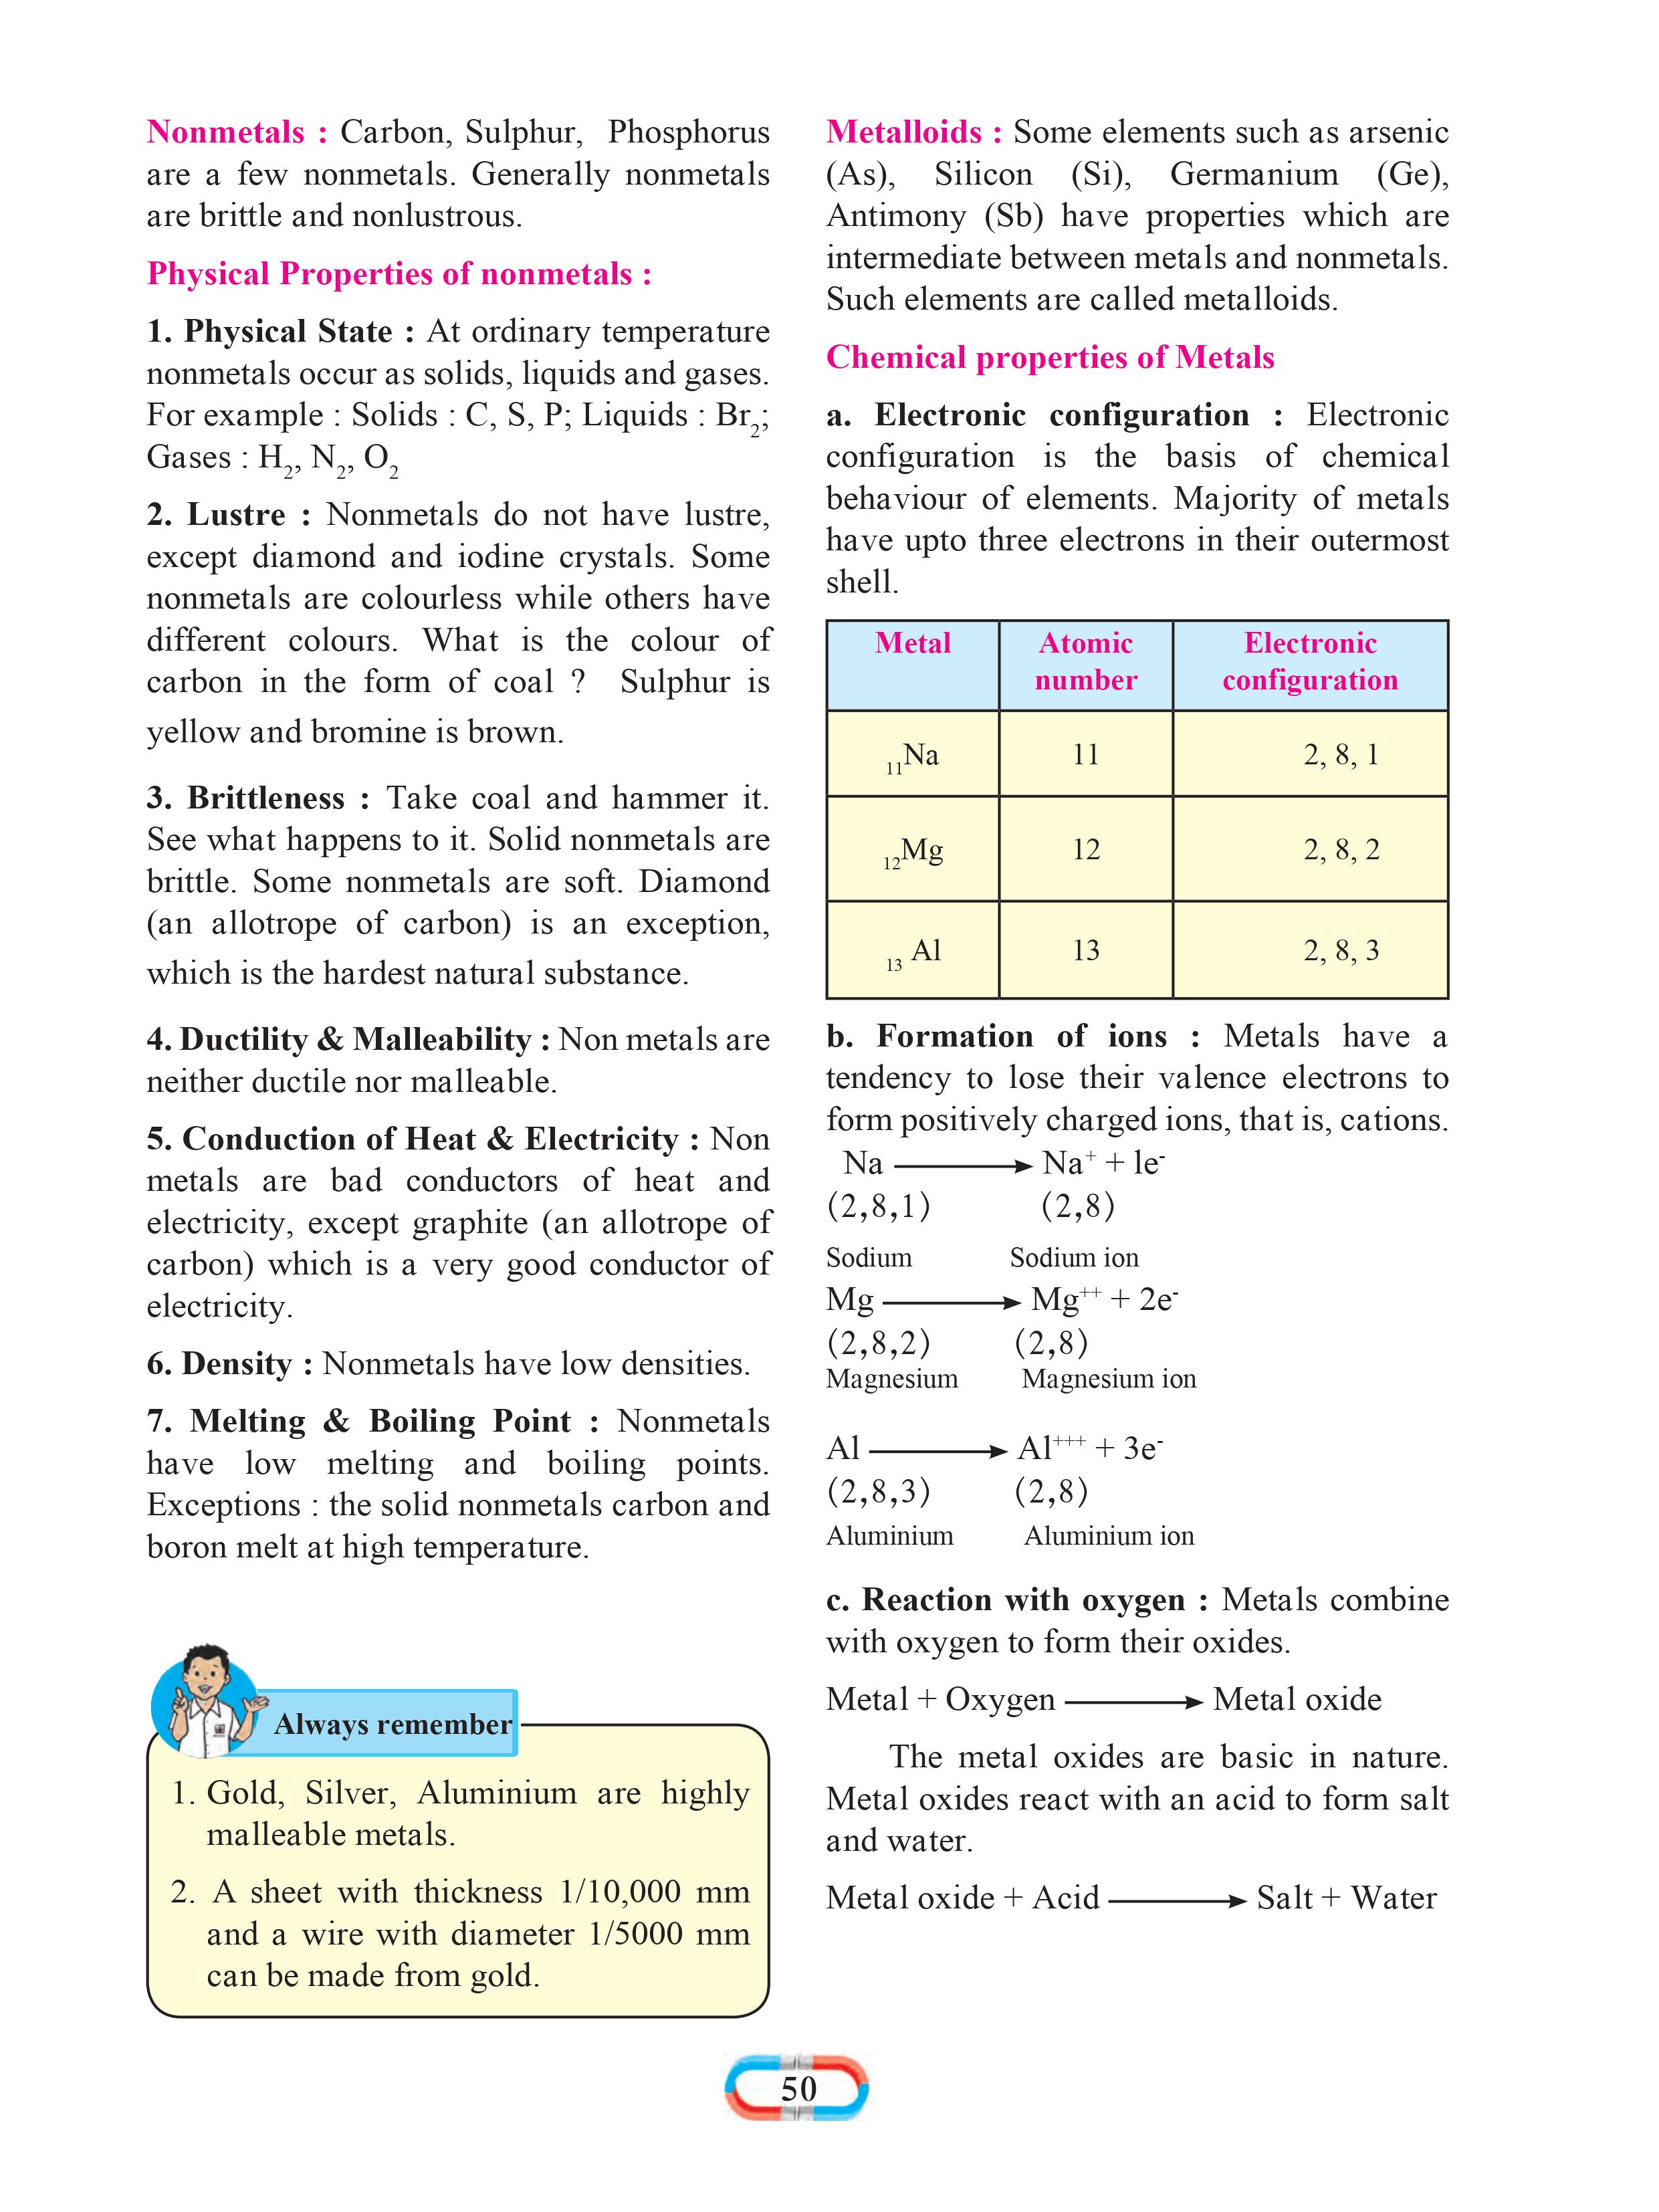 Nonmetals : Carbon, Sulphur, Phosphorus
are a few nonmetals. Generally nonmetals
are brittle and nonlustrous.
Physical Properties of nonmetals :
1. Physical State : At ordinary temperature
nonmetals occur as solids, liquids and gases.
For example : Solids : C, S, P; Liquids : Br₂;
Gases : H₂, N₂, O₂
2. Lustre : Nonmetals do not have lustre,
except diamond and iodine crystals. Some
nonmetals are colourless while others have
different colours. What is the colour of
carbon in the form of coal ? Sulphur is
yellow and bromine is brown.
3. Brittleness : Take coal and hammer it.
See what happens to it. Solid nonmetals are
brittle. Some nonmetals are soft. Diamond
(an allotrope of carbon) is an exception,
which is the hardest natural substance.
4. Ductility & Malleability : Non metals are
neither ductile nor malleable.
5. Conduction of Heat & Electricity : Non
metals are bad conductors of heat and
electricity, except graphite (an allotrope of
carbon) which is a very good conductor of
electricity.
6. Density : Nonmetals have low densities.
7. Melting & Boiling Point : Nonmetals
have low melting and boiling points.
Exceptions : the solid nonmetals carbon and
boron melt at high temperature.
Always remember
1. Gold, Silver, Aluminium are highly
malleable metals.
2. A sheet with thickness 1/10,000 mm
and a wire with diameter 1/5000 mm
can be made from gold.
Metalloids : Some elements such as arsenic
(As), Silicon (Si), Germanium (Ge),
Antimony (Sb) have properties which are
intermediate between metals and nonmetals.
Such elements are called metalloids.
Chemical properties of Metals
a. Electronic configuration : Electronic
configuration is the basis of chemical
behaviour of elements. Majority of metals
have upto three electrons in their outermost
shell.
Metal Atomic number Electronic configuration
₁₁Na 11 2, 8, 1
₁₂Mg 12 2, 8, 2
₁₃ Al 13 2, 8, 3
b. Formation of ions : Metals have a
tendency to lose their valence electrons to
form positively charged ions, that is, cations.
Na ⟶ Na⁺ + le⁻
(2,8,1) (2,8)
Sodium Sodium ion
Mg ⟶ Mg⁺⁺ + 2e⁻
(2,8,2) (2,8)
Magnesium Magnesium ion
Al ⟶ Al⁺⁺⁺ + 3e⁻
(2,8,3) (2,8)
Aluminium Aluminium ion
c. Reaction with oxygen : Metals combine
with oxygen to form their oxides.
Metal + Oxygen ⟶ Metal oxide
The metal oxides are basic in nature.
Metal oxides react with an acid to form salt
and water.
Metal oxide + Acid ⟶ Salt + Water
50